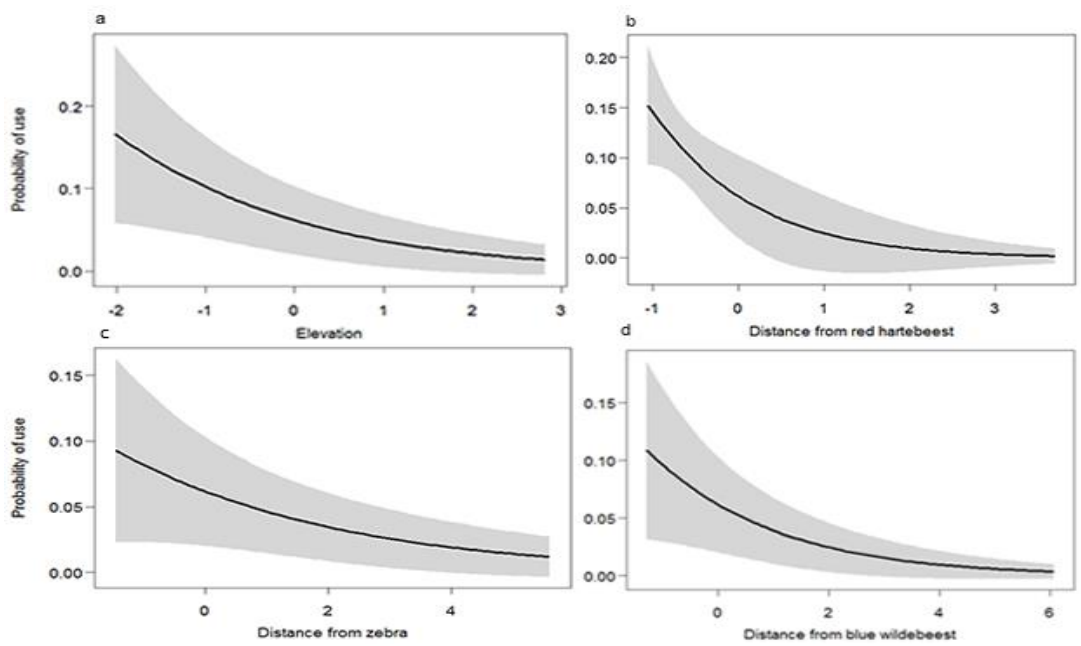 a
b
Probability of use
0.2
0.1
0.0
-2 -1 0 1 2 3
Elevation
0.20
0.15
0.10
0.05
0.00
-1 0 1 2 3
Distance from red hartebeest
c
d
Probability of use
0.15
0.10
0.05
0.00
0 2 4
Distance from zebra
0.15
0.10
0.05
0.00
0 2 4 6
Distance from blue wildebeest